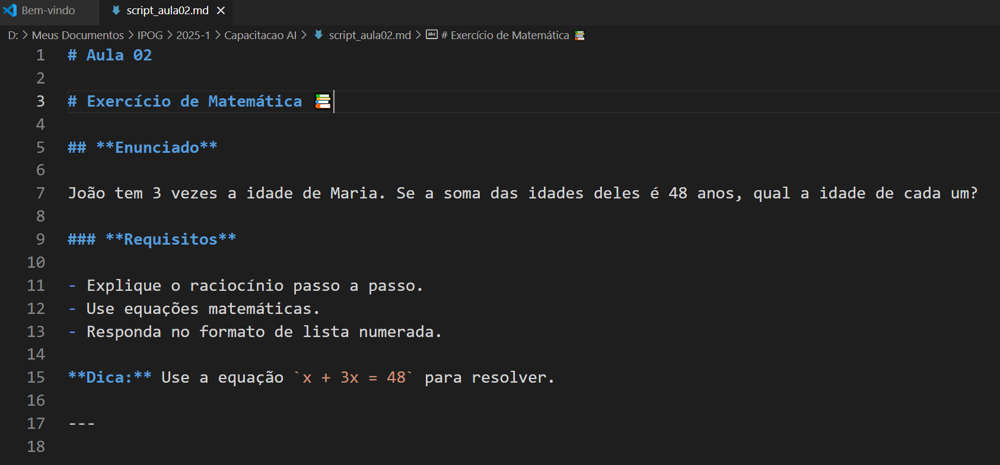 Bem-vindo script_aula02.md ×
D: > Meus Documentos > IPOG > 2025-1 > Capacitacao AI > script_aula02.md > abc # Exercício de Matemática 📚
1 # Aula 02
2
3 # Exercício de Matemática 📚
4
5 ## **Enunciado**
6
7 João tem 3 vezes a idade de Maria. Se a soma das idades deles é 48 anos, qual a idade de cada um?
8
9 ### **Requisitos**
10
11 - Explique o raciocínio passo a passo.
12 - Use equações matemáticas.
13 - Responda no formato de lista numerada.
14
15 **Dica:** Use a equação `x + 3x = 48` para resolver.
16
17 ---
18